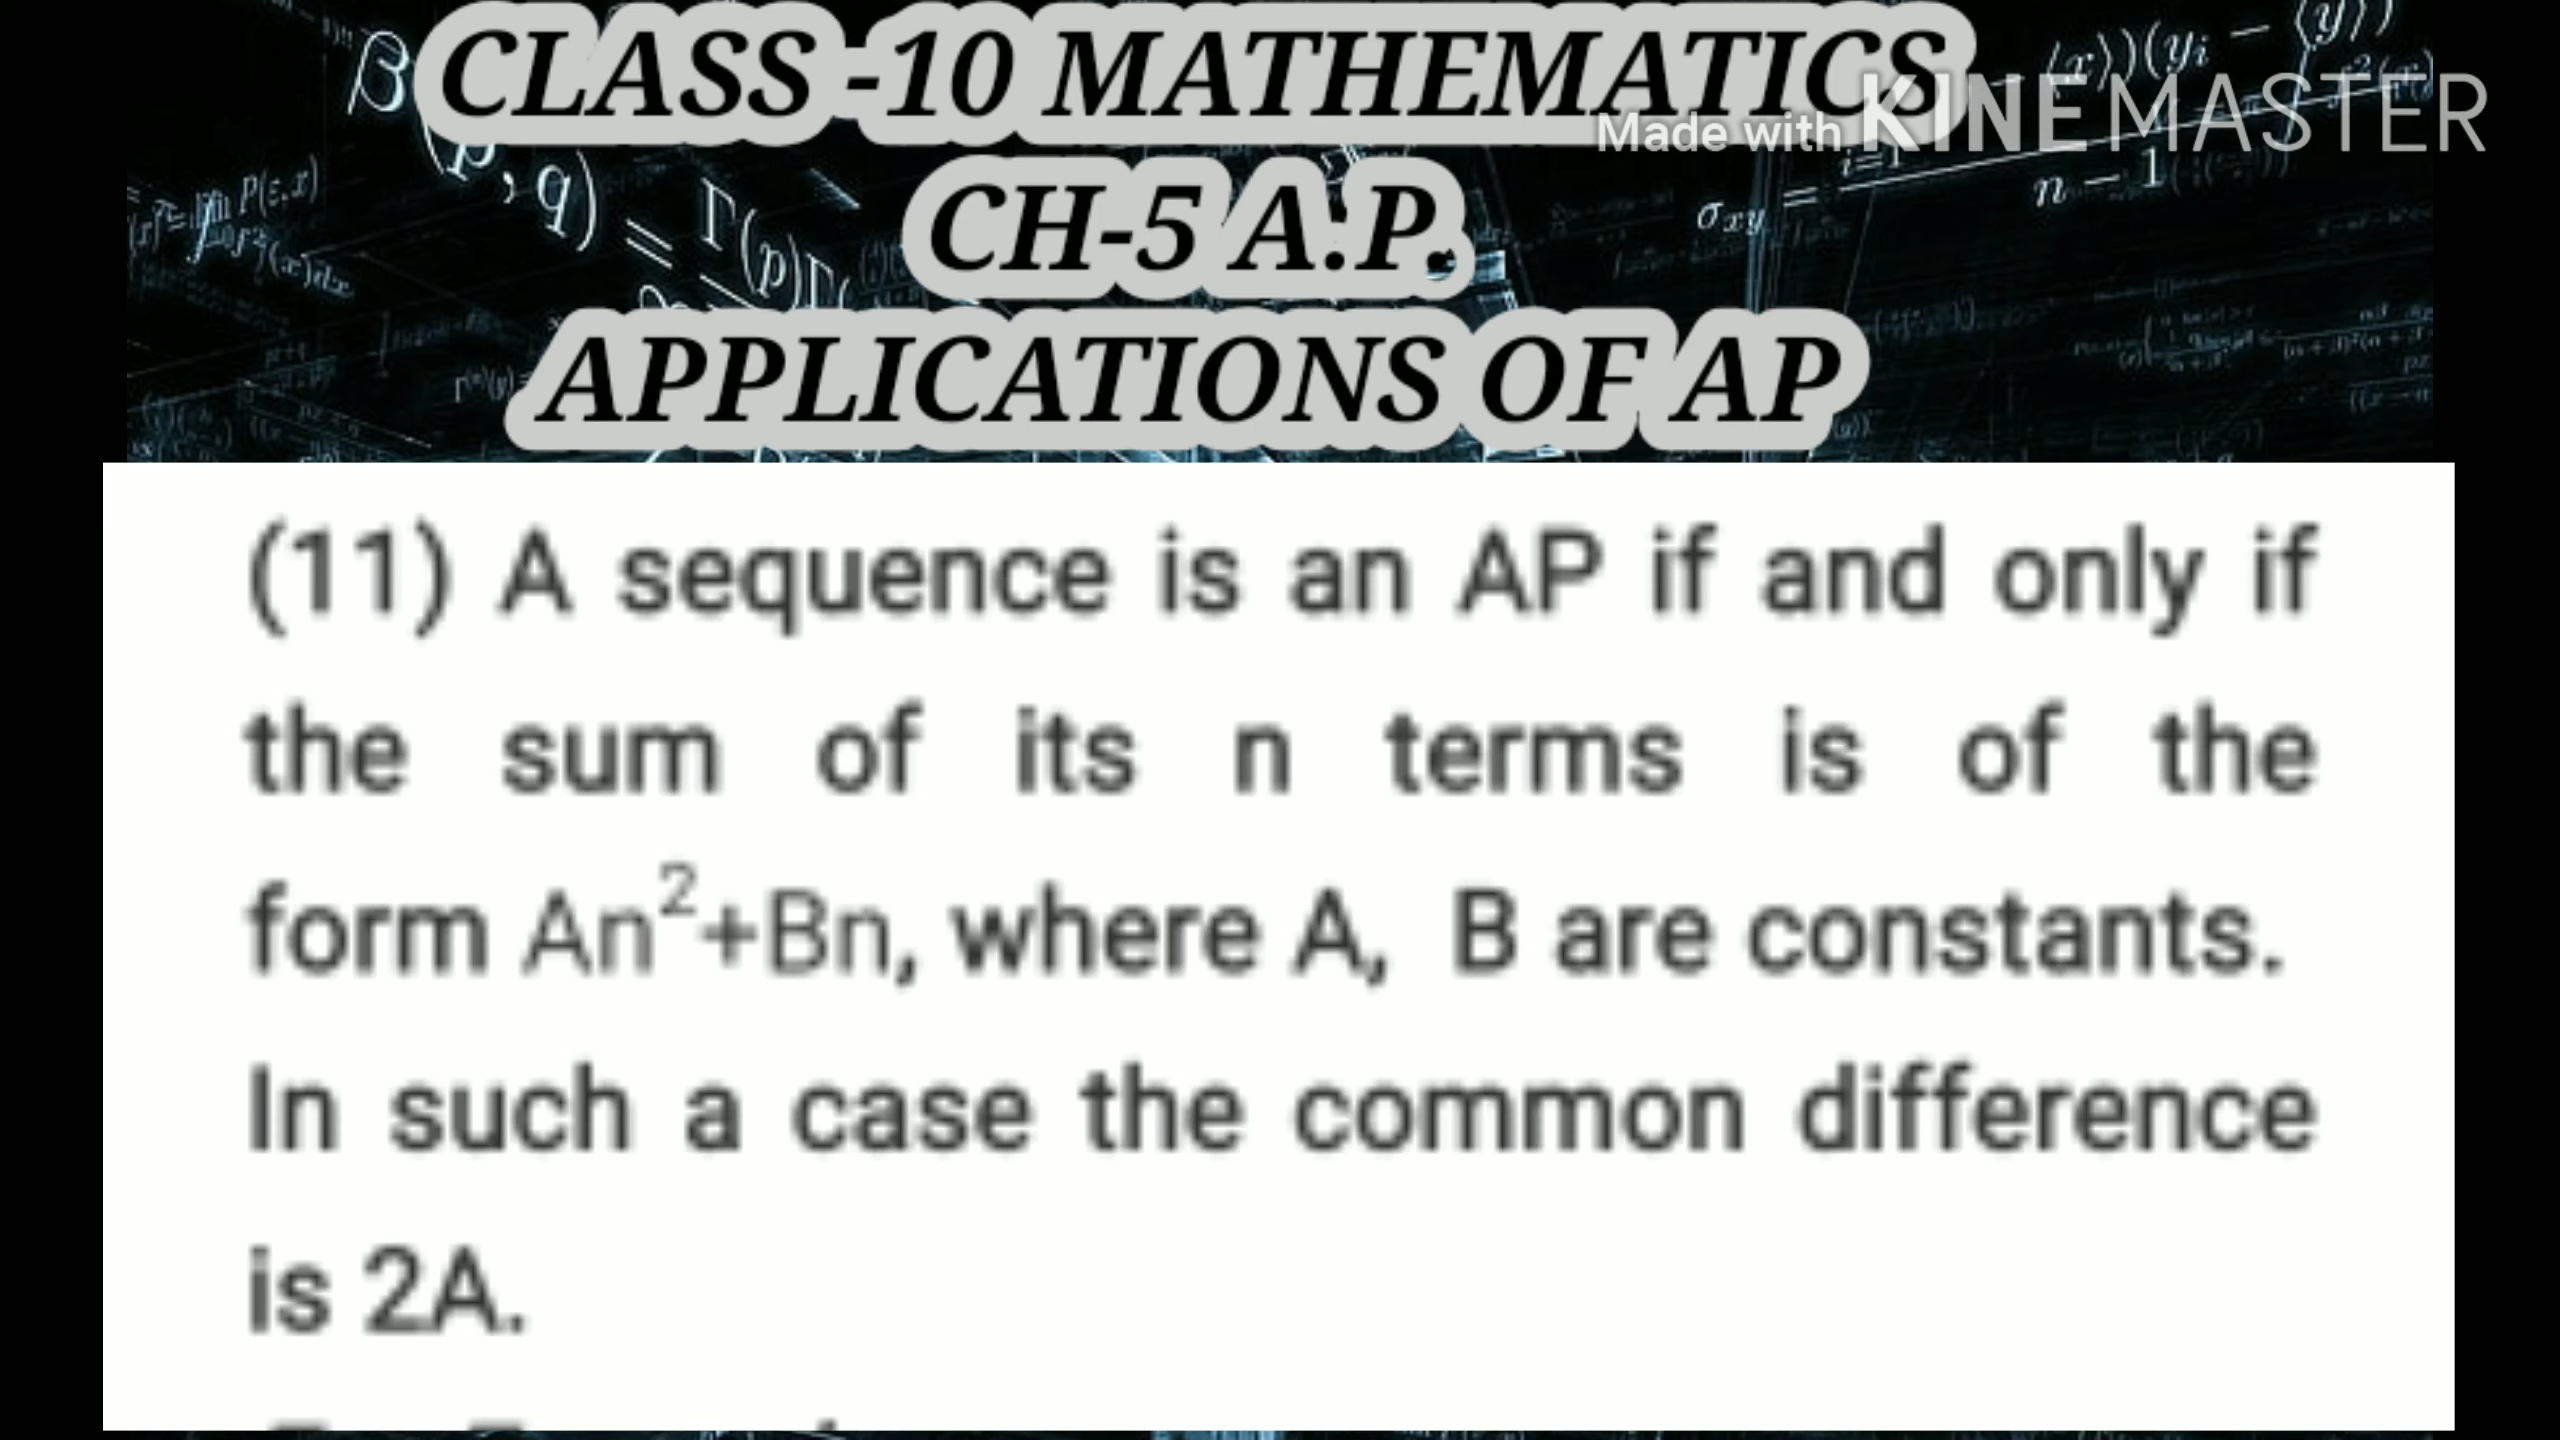 CLASS -10 MATHEMATICS
Made with KINEMASTER
CH-5 A.P.
APPLICATIONS OF AP
(11) A sequence is an AP if and only if
the sum of its n terms is of the
form An²+Bn, where A, B are constants.
In such a case the common difference
is 2A.